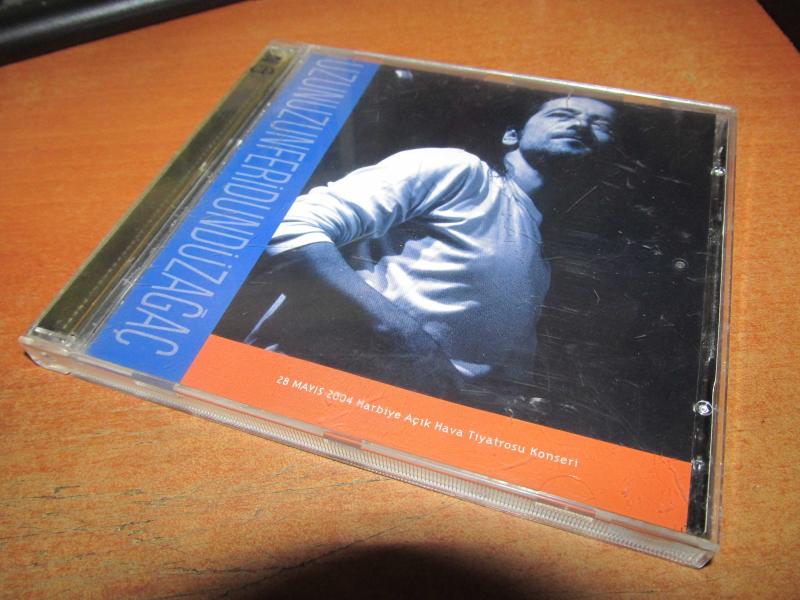 UZUNUZUNFERİDUNDÜZAĞAÇ
28 MAYIS 2004 Harbiye Açık Hava Tiyatrosu Konseri